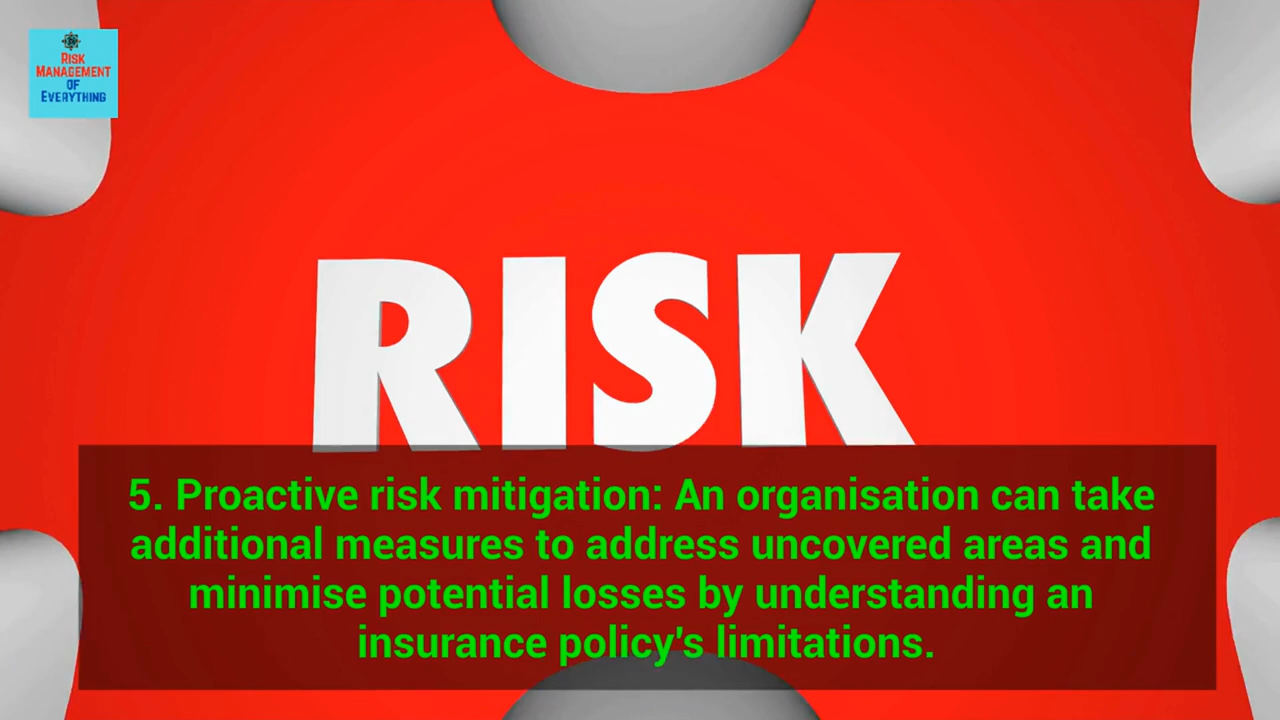 RISK
MANAGEMENT
OF
EVERYTHING
RISK
5. Proactive risk mitigation: An organisation can take
additional measures to address uncovered areas and
minimise potential losses by understanding an
insurance policy's limitations.